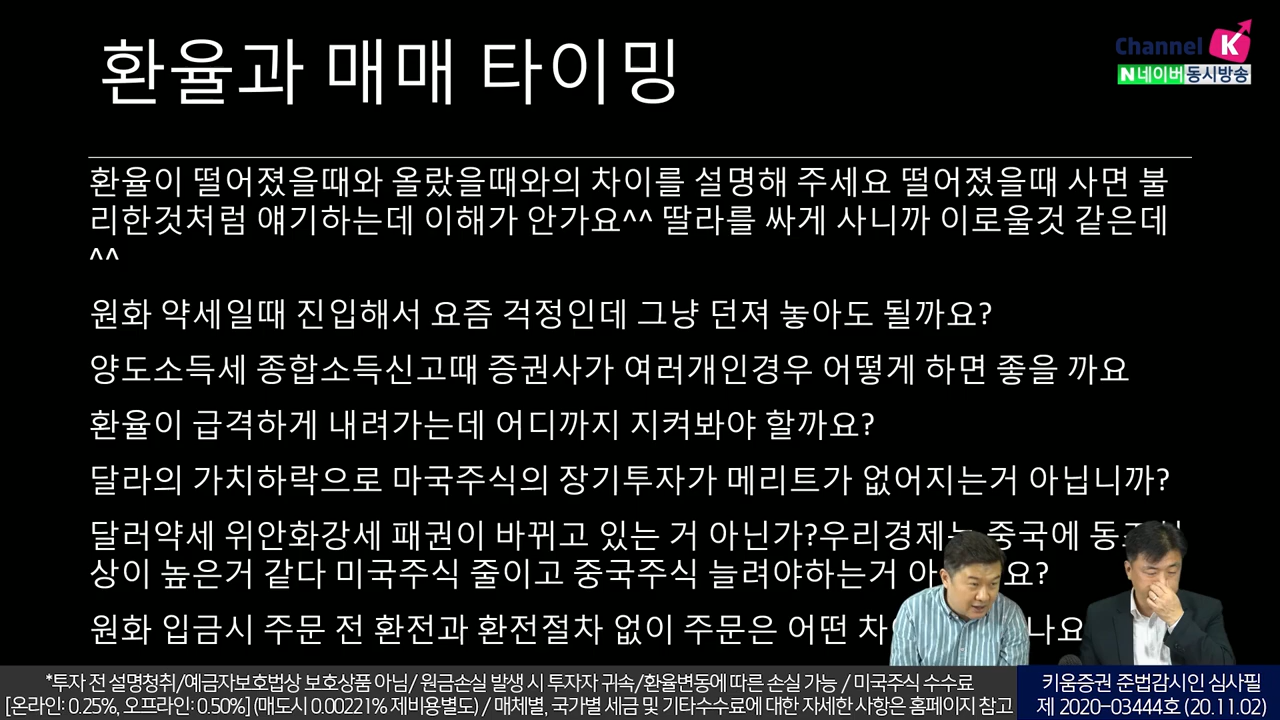 환율과 매매 타이밍
Channel K
N 네이버 동시방송
환율이 떨어졌을때와 올랐을때와의 차이를 설명해 주세요 떨어졌을때 사면 불
리한것처럼 얘기하는데 이해가 안가요^^ 딸라를 싸게 사니까 이로울것 같은데
^^
원화 약세일때 진입해서 요즘 걱정인데 그냥 던져 놓아도 될까요?
양도소득세 종합소득신고때 증권사가 여러개인경우 어떻게 하면 좋을 까요
환율이 급격하게 내려가는데 어디까지 지켜봐야 할까요?
달라의 가치하락으로 마국주식의 장기투자가 메리트가 없어지는거 아닙니까?
달러약세 위안화강세 패권이 바뀌고 있는 거 아닌가?우리경제는 중국에
상이 높은거 같다 미국주식 줄이고 중국주식 늘려야하는거
원화 입금시 주문 전 환전과 환전절차 없이 주문은 어떤
*투자 전 설명청취/예금자보호법상 보호상품 아님/ 원금손실 발생 시 투자자 귀속/환율변동에 따른 손실 가능 / 미국주식 수수료
[온라인: 0.25%, 오프라인: 0.50%] (매도시 0.00221% 제비용별도) / 매체별, 국가별 세금 및 기타수수료에 대한 자세한 사항은 홈페이지 참고
키움증권 준법감시인 심사필
제 2020-03444호 (20.11.02)